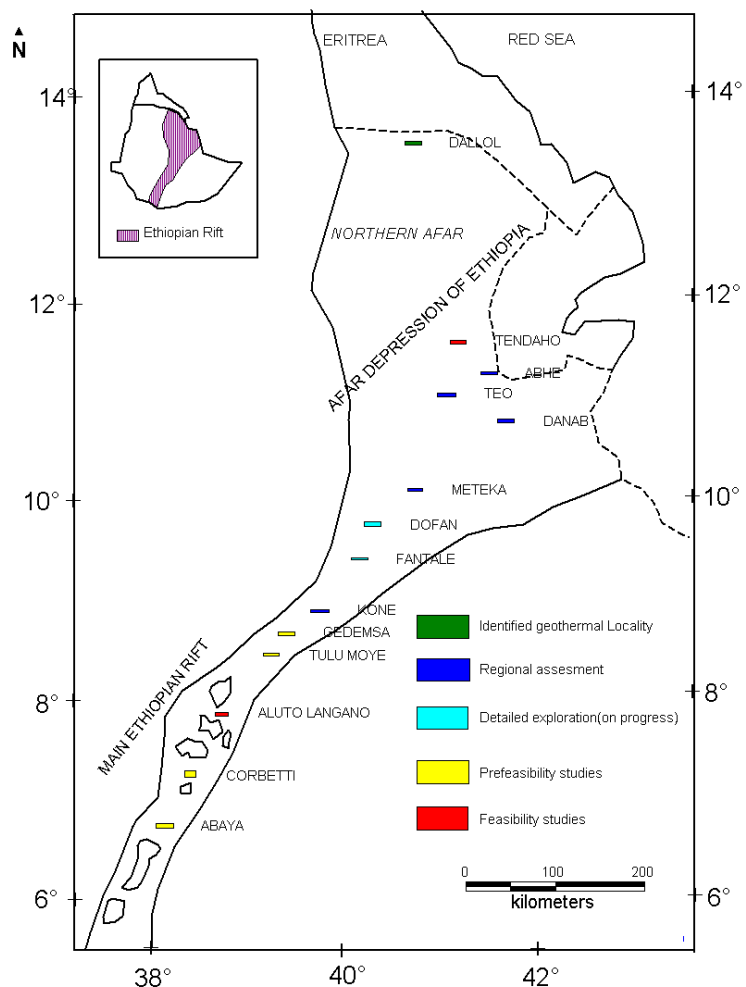 N
ERITREA
RED SEA
14°
14°
DALLOL
Ethiopian Rift
NORTHERN AFAR
AFAR DEPRESSION OF ETHIOPIA
12°
12°
TENDAHO
ABHE
TEO
DANAB
METEKA
10°
10°
DOFAN
FANTALE
KONE
GEDEMSA
TULU MOYE
MAIN ETHIOPIAN RIFT
8°
8°
ALUTO LANGANO
CORBETTI
ABAYA
6°
6°
Identified geothermal Locality
Regional assesment
Detailed exploration(on progress)
Prefeasibility studies
Feasibility studies
0 100 200
kilometers
38° 40° 42°